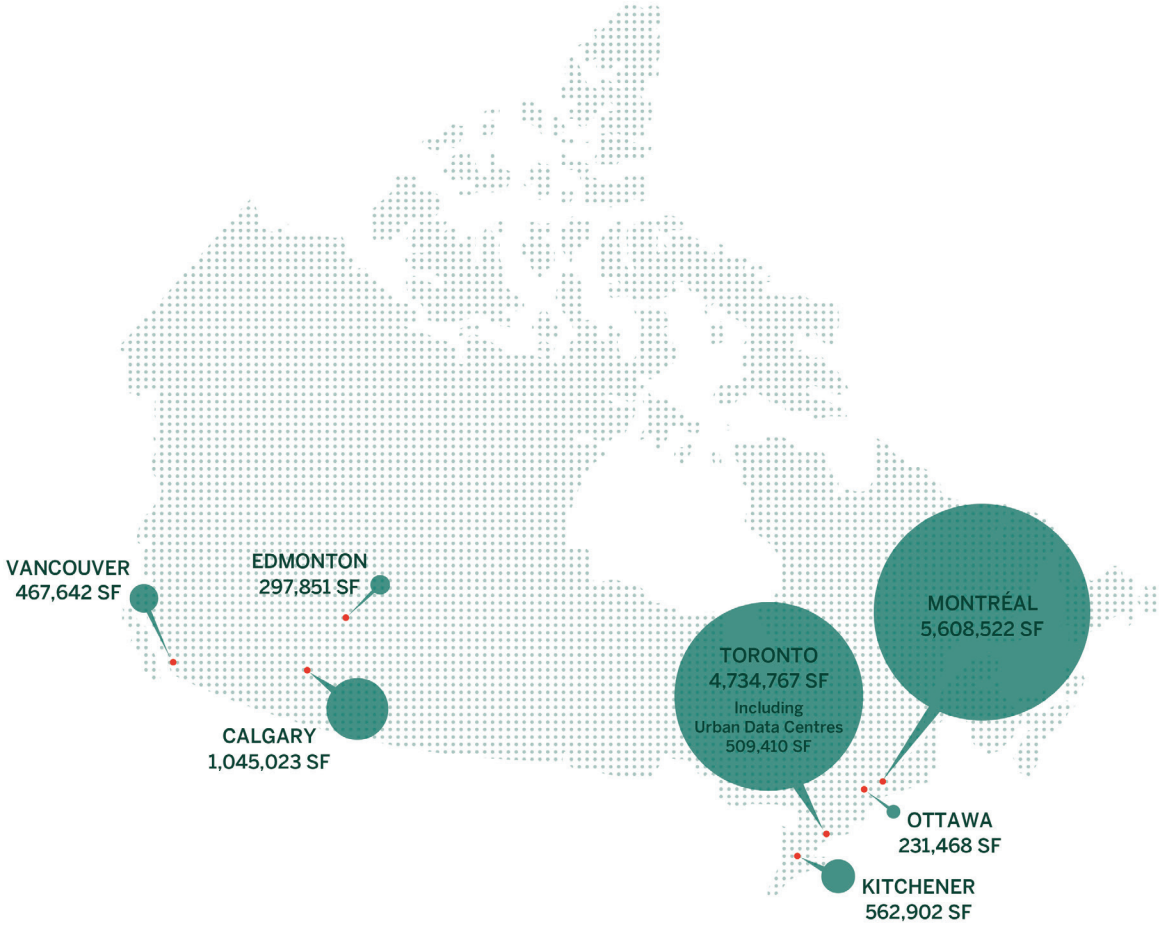 VANCOUVER
467,642 SF
EDMONTON
297,851 SF
CALGARY
1,045,023 SF
TORONTO
4,734,767 SF
Including
Urban Data Centres
509,410 SF
MONTRÉAL
5,608,522 SF
OTTAWA
231,468 SF
KITCHENER
562,902 SF